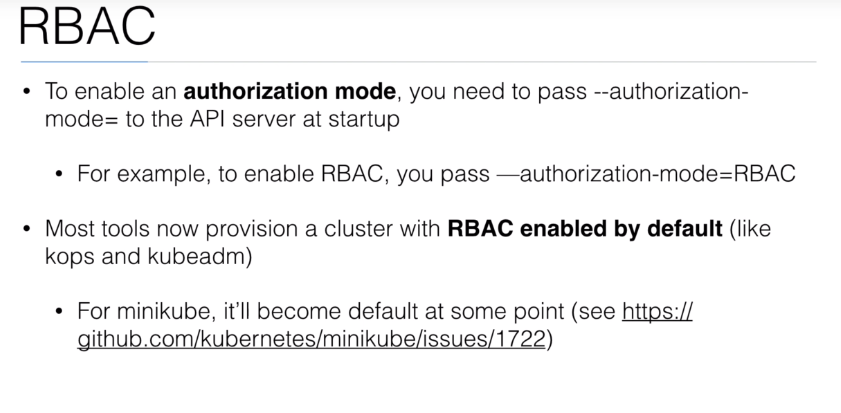 RBAC
• To enable an authorization mode, you need to pass --authorization-
mode= to the API server at startup
• For example, to enable RBAC, you pass —authorization-mode=RBAC
• Most tools now provision a cluster with RBAC enabled by default (like
kops and kubeadm)
• For minikube, it’ll become default at some point (see https://
github.com/kubernetes/minikube/issues/1722)